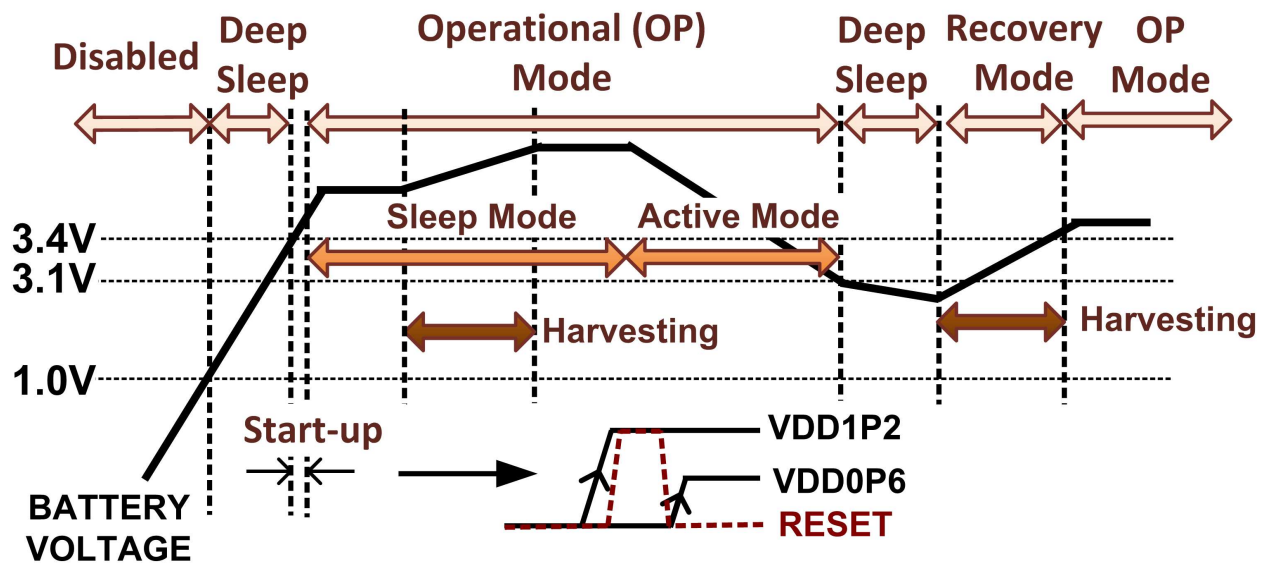 Disabled
Deep
Sleep
Operational (OP)
Mode
Deep
Sleep
Recovery
Mode
OP
Mode
Sleep Mode
Active Mode
3.4V
3.1V
Harvesting
Harvesting
1.0V
Start-up
VDD1P2
VDD0P6
RESET
BATTERY
VOLTAGE